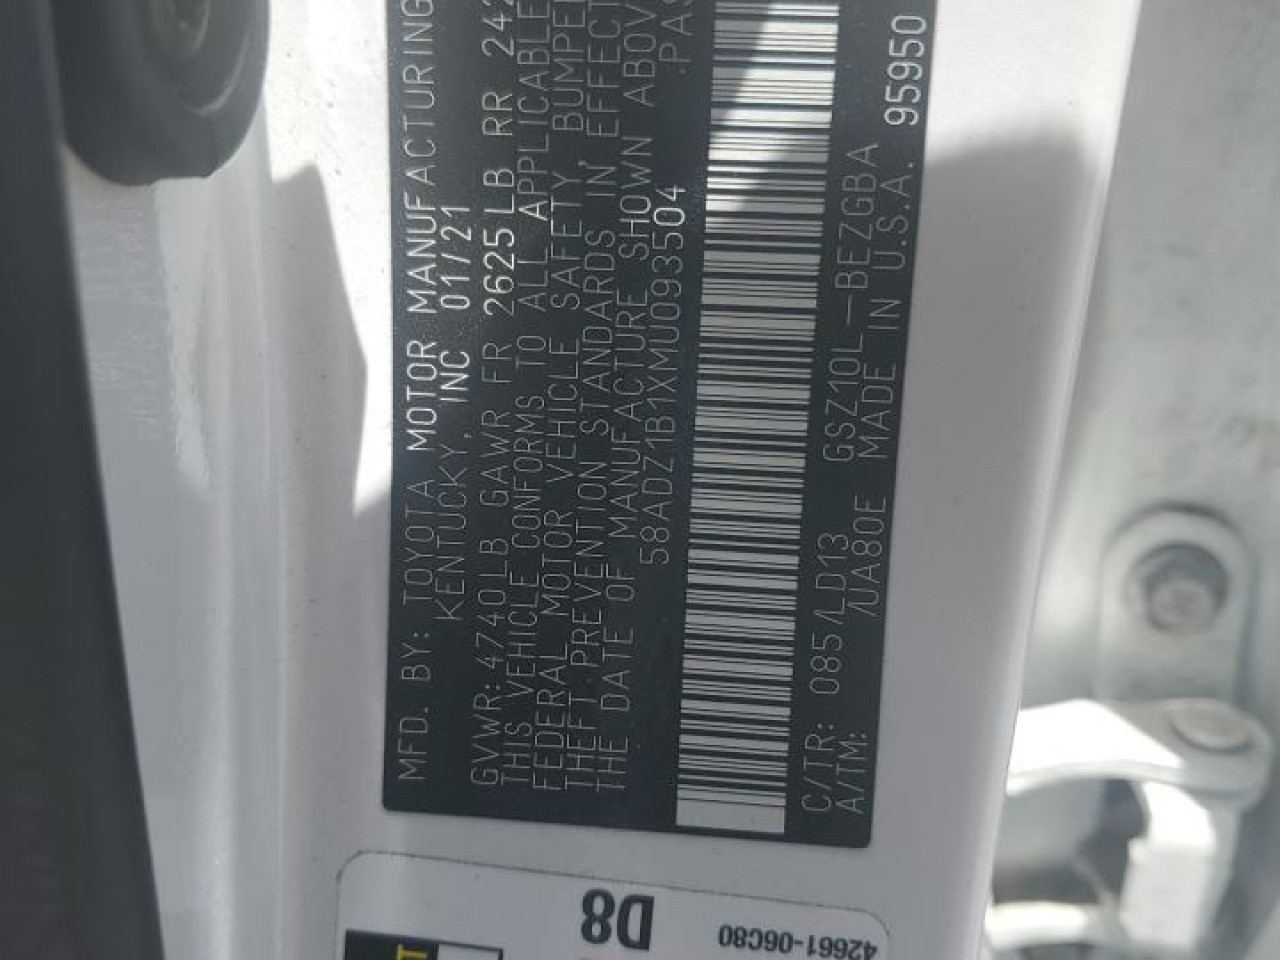 MFD. BY: TOYOTA MOTOR MANUFACTURING
KENTUCKY, INC 01/21
GVWR: 4740LB GAWR FR 2625LB RR 242
THIS VEHICLE CONFORMS TO ALL APPLICABLE
FEDERAL MOTOR VEHICLE SAFETY BUMPE
THEFT PREVENTION STANDARDS IN EFFECT
THE DATE OF MANUFACTURE SHOWN ABOV
58ADZ1B1XMU093504 .PAS
C/TR: 085/LD13 GSZ10L-BEZGBA
A/TM: /UA80E MADE IN U.S.A. 95950
D8
42661-06C80